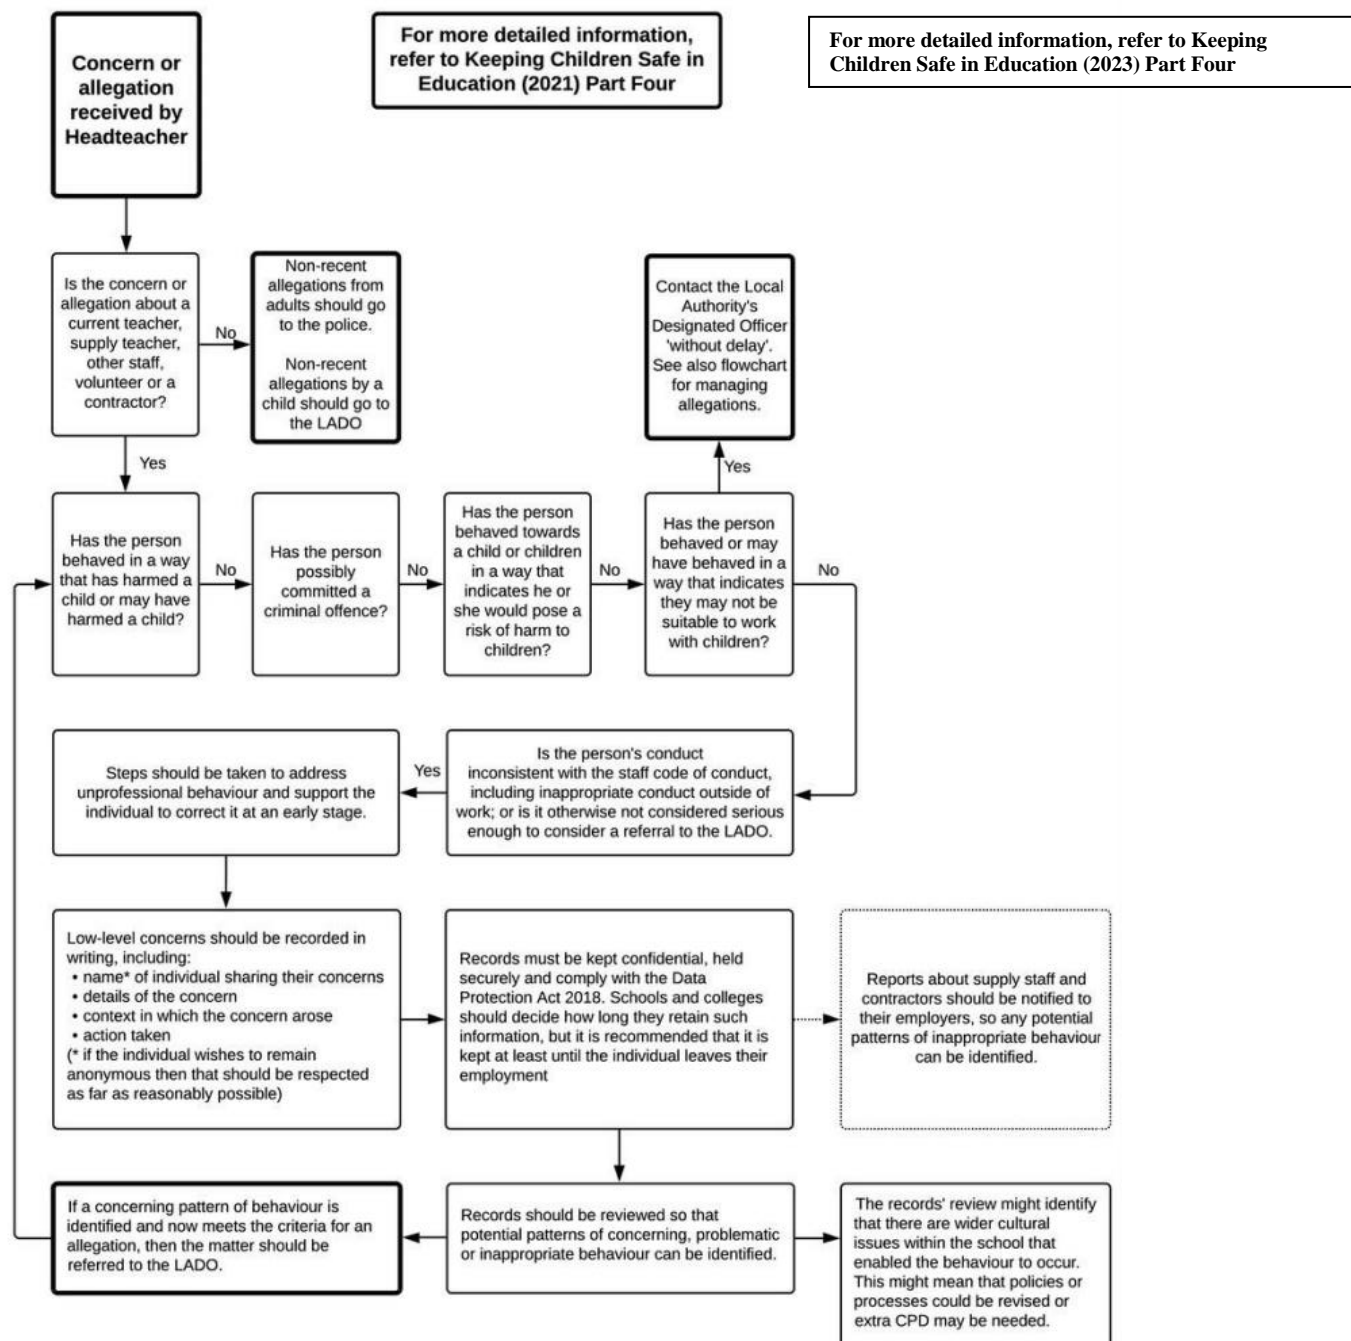 Concern or
allegation
received by
Headteacher
For more detailed information,
refer to Keeping Children Safe in
Education (2021) Part Four
For more detailed information, refer to Keeping
Children Safe in Education (2023) Part Four
Is the concern or
allegation about a
current teacher,
supply teacher,
other staff,
volunteer or a
contractor?
No
Non-recent
allegations from
adults should go
to the police.
Non-recent
allegations by a
child should go to
the LADO
Contact the Local
Authority's
Designated Officer
'without delay'.
See also flowchart
for managing
allegations.
Yes
Yes
Has the person
behaved in a way
that has harmed a
child or may have
harmed a child?
No
Has the person
possibly
committed a
criminal offence?
No
Has the person
behaved towards
a child or children
in a way that
indicates he or
she would pose a
risk of harm to
children?
No
Has the person
behaved or may
have behaved in a
way that indicates
they may not be
suitable to work
with children?
No
Steps should be taken to address
unprofessional behaviour and support the
individual to correct it at an early stage.
Yes
Is the person's conduct
inconsistent with the staff code of conduct,
including inappropriate conduct outside of
work; or is it otherwise not considered serious
enough to consider a referral to the LADO.
Low-level concerns should be recorded in
writing, including:
• name* of individual sharing their concerns
• details of the concern
• context in which the concern arose
• action taken
(* if the individual wishes to remain
anonymous then that should be respected
as far as reasonably possible)
Records must be kept confidential, held
securely and comply with the Data
Protection Act 2018. Schools and colleges
should decide how long they retain such
information, but it is recommended that it is
kept at least until the individual leaves their
employment
Reports about supply staff and
contractors should be notified to
their employers, so any potential
patterns of inappropriate behaviour
can be identified.
If a concerning pattern of behaviour is
identified and now meets the criteria for an
allegation, then the matter should be
referred to the LADO.
Records should be reviewed so that
potential patterns of concerning, problematic
or inappropriate behaviour can be identified.
The records' review might identify
that there are wider cultural
issues within the school that
enabled the behaviour to occur.
This might mean that policies or
processes could be revised or
extra CPD may be needed.